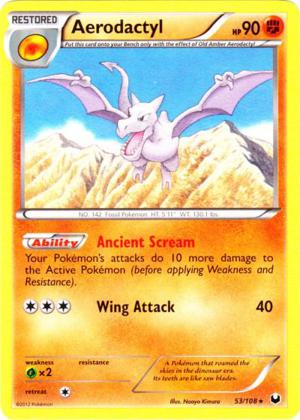 RESTORED
Aerodactyl
HP 90
Put this card onto your Bench only with the effect of Old Amber Aerodactyl
NO. 142 Fossil Pokémon HT. 5'11" WT. 130.1 lbs
Ability Ancient Scream
Your Pokémon's attacks do 10 more damage to
the Active Pokémon (before applying Weakness and
Resistance).
Wing Attack 40
weakness resistance
×2
retreat
A Pokémon that roamed the
skies in the dinosaur era.
Its teeth are like saw blades.
©2012 Pokémon
Illus. Naoyo Kimura
53/108 ★